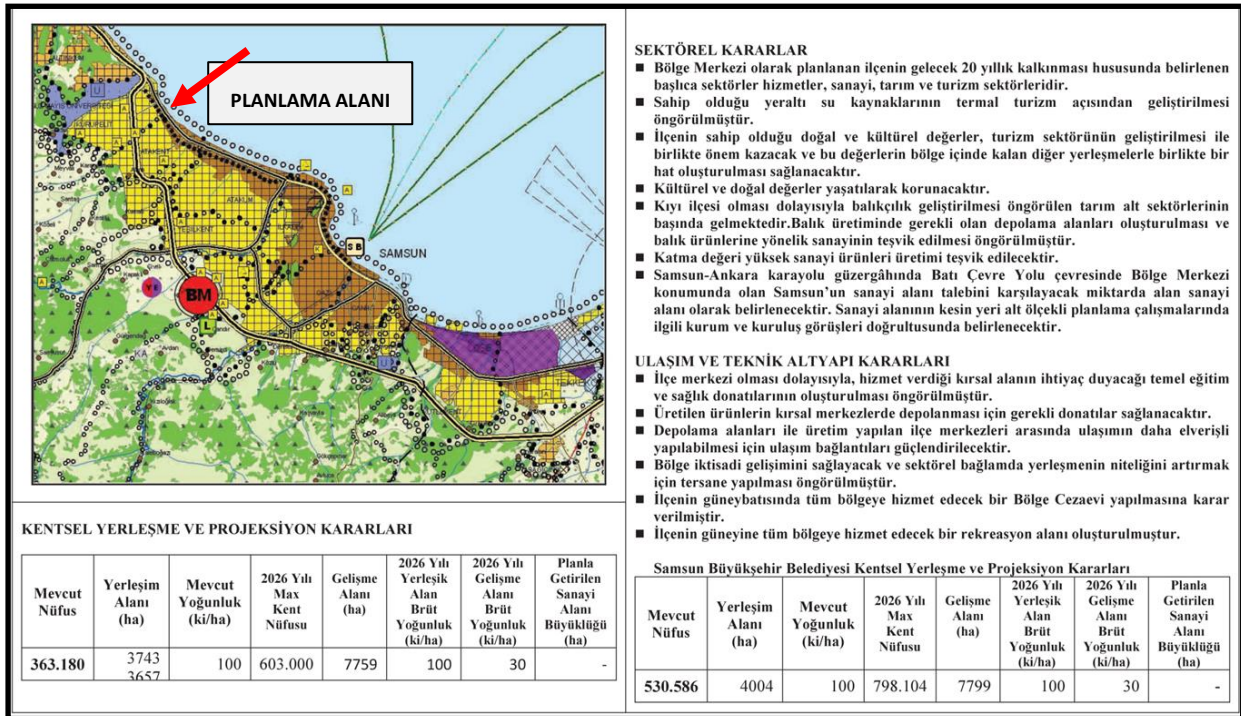 PLANLAMA ALANI
SAMSUN
SB
BM
L
ATAKENT
ATAKUM
YEŞİLKENT
KENTSEL YERLEŞME VE PROJEKSİYON KARARLARI
Mevcut Nüfus
Yerleşim Alanı (ha)
Mevcut Yoğunluk (ki/ha)
2026 Yılı Max Kent Nüfusu
Gelişme Alanı (ha)
2026 Yılı Yerleşik Alan Brüt Yoğunluk (ki/ha)
2026 Yılı Gelişme Alanı Brüt Yoğunluk (ki/ha)
Planla Getirilen Sanayi Alanı Büyüklüğü (ha)
363.180 3743 100 603.000 7759 100 30 -
3657
SEKTÖREL KARARLAR
■ Bölge Merkezi olarak planlanan ilçenin gelecek 20 yıllık kalkınması hususunda belirlenen
başlıca sektörler hizmetler, sanayi, tarım ve turizm sektörleridir.
■ Sahip olduğu yeraltı su kaynaklarının termal turizm açısından geliştirilmesi
öngörülmüştür.
■ İlçenin sahip olduğu doğal ve kültürel değerler, turizm sektörünün geliştirilmesi ile
birlikte önem kazacak ve bu değerlerin bölge içinde kalan diğer yerleşmelerle birlikte bir
hat oluşturulması sağlanacaktır.
■ Kültürel ve doğal değerler yaşatılarak korunacaktır.
■ Kıyı ilçesi olması dolayısıyla balıkçılık geliştirilmesi öngörülen tarım alt sektörlerinin
başında gelmektedir.Balık üretiminde gerekli olan depolama alanları oluşturulması ve
balık ürünlerine yönelik sanayinin teşvik edilmesi öngörülmüştür.
■ Katma değeri yüksek sanayi ürünleri üretimi teşvik edilecektir.
■ Samsun-Ankara karayolu güzergâhında Batı Çevre Yolu çevresinde Bölge Merkezi
konumunda olan Samsun’un sanayi alanı talebini karşılayacak miktarda alan sanayi
alanı olarak belirlenecektir. Sanayi alanının kesin yeri alt ölçekli planlama çalışmalarında
ilgili kurum ve kuruluş görüşleri doğrultusunda belirlenecektir.
ULAŞIM VE TEKNİK ALTYAPI KARARLARI
■ İlçe merkezi olması dolayısıyla, hizmet verdiği kırsal alanın ihtiyaç duyacağı temel eğitim
ve sağlık donatılarının oluşturulması öngörülmüştür.
■ Üretilen ürünlerin kırsal merkezlerde depolanması için gerekli donatılar sağlanacaktır.
■ Depolama alanları ile üretim yapılan ilçe merkezleri arasında ulaşımın daha elverişli
yapılabilmesi için ulaşım bağlantıları güçlendirilecektir.
■ Bölge iktisadi gelişimini sağlayacak ve sektörel bağlamda yerleşmenin niteliğini artırmak
için tersane yapılması öngörülmüştür.
■ İlçenin güneybatısında tüm bölgeye hizmet edecek bir Bölge Cezaevi yapılmasına karar
verilmiştir.
■ İlçenin güneyine tüm bölgeye hizmet edecek bir rekreasyon alanı oluşturulmuştur.
Samsun Büyükşehir Belediyesi Kentsel Yerleşme ve Projeksiyon Kararları
Mevcut Nüfus
Yerleşim Alanı (ha)
Mevcut Yoğunluk (ki/ha)
2026 Yılı Max Kent Nüfusu
Gelişme Alanı (ha)
2026 Yılı Yerleşik Alan Brüt Yoğunluk (ki/ha)
2026 Yılı Gelişme Alanı Brüt Yoğunluk (ki/ha)
Planla Getirilen Sanayi Alanı Büyüklüğü (ha)
530.586 4004 100 798.104 7799 100 30 -